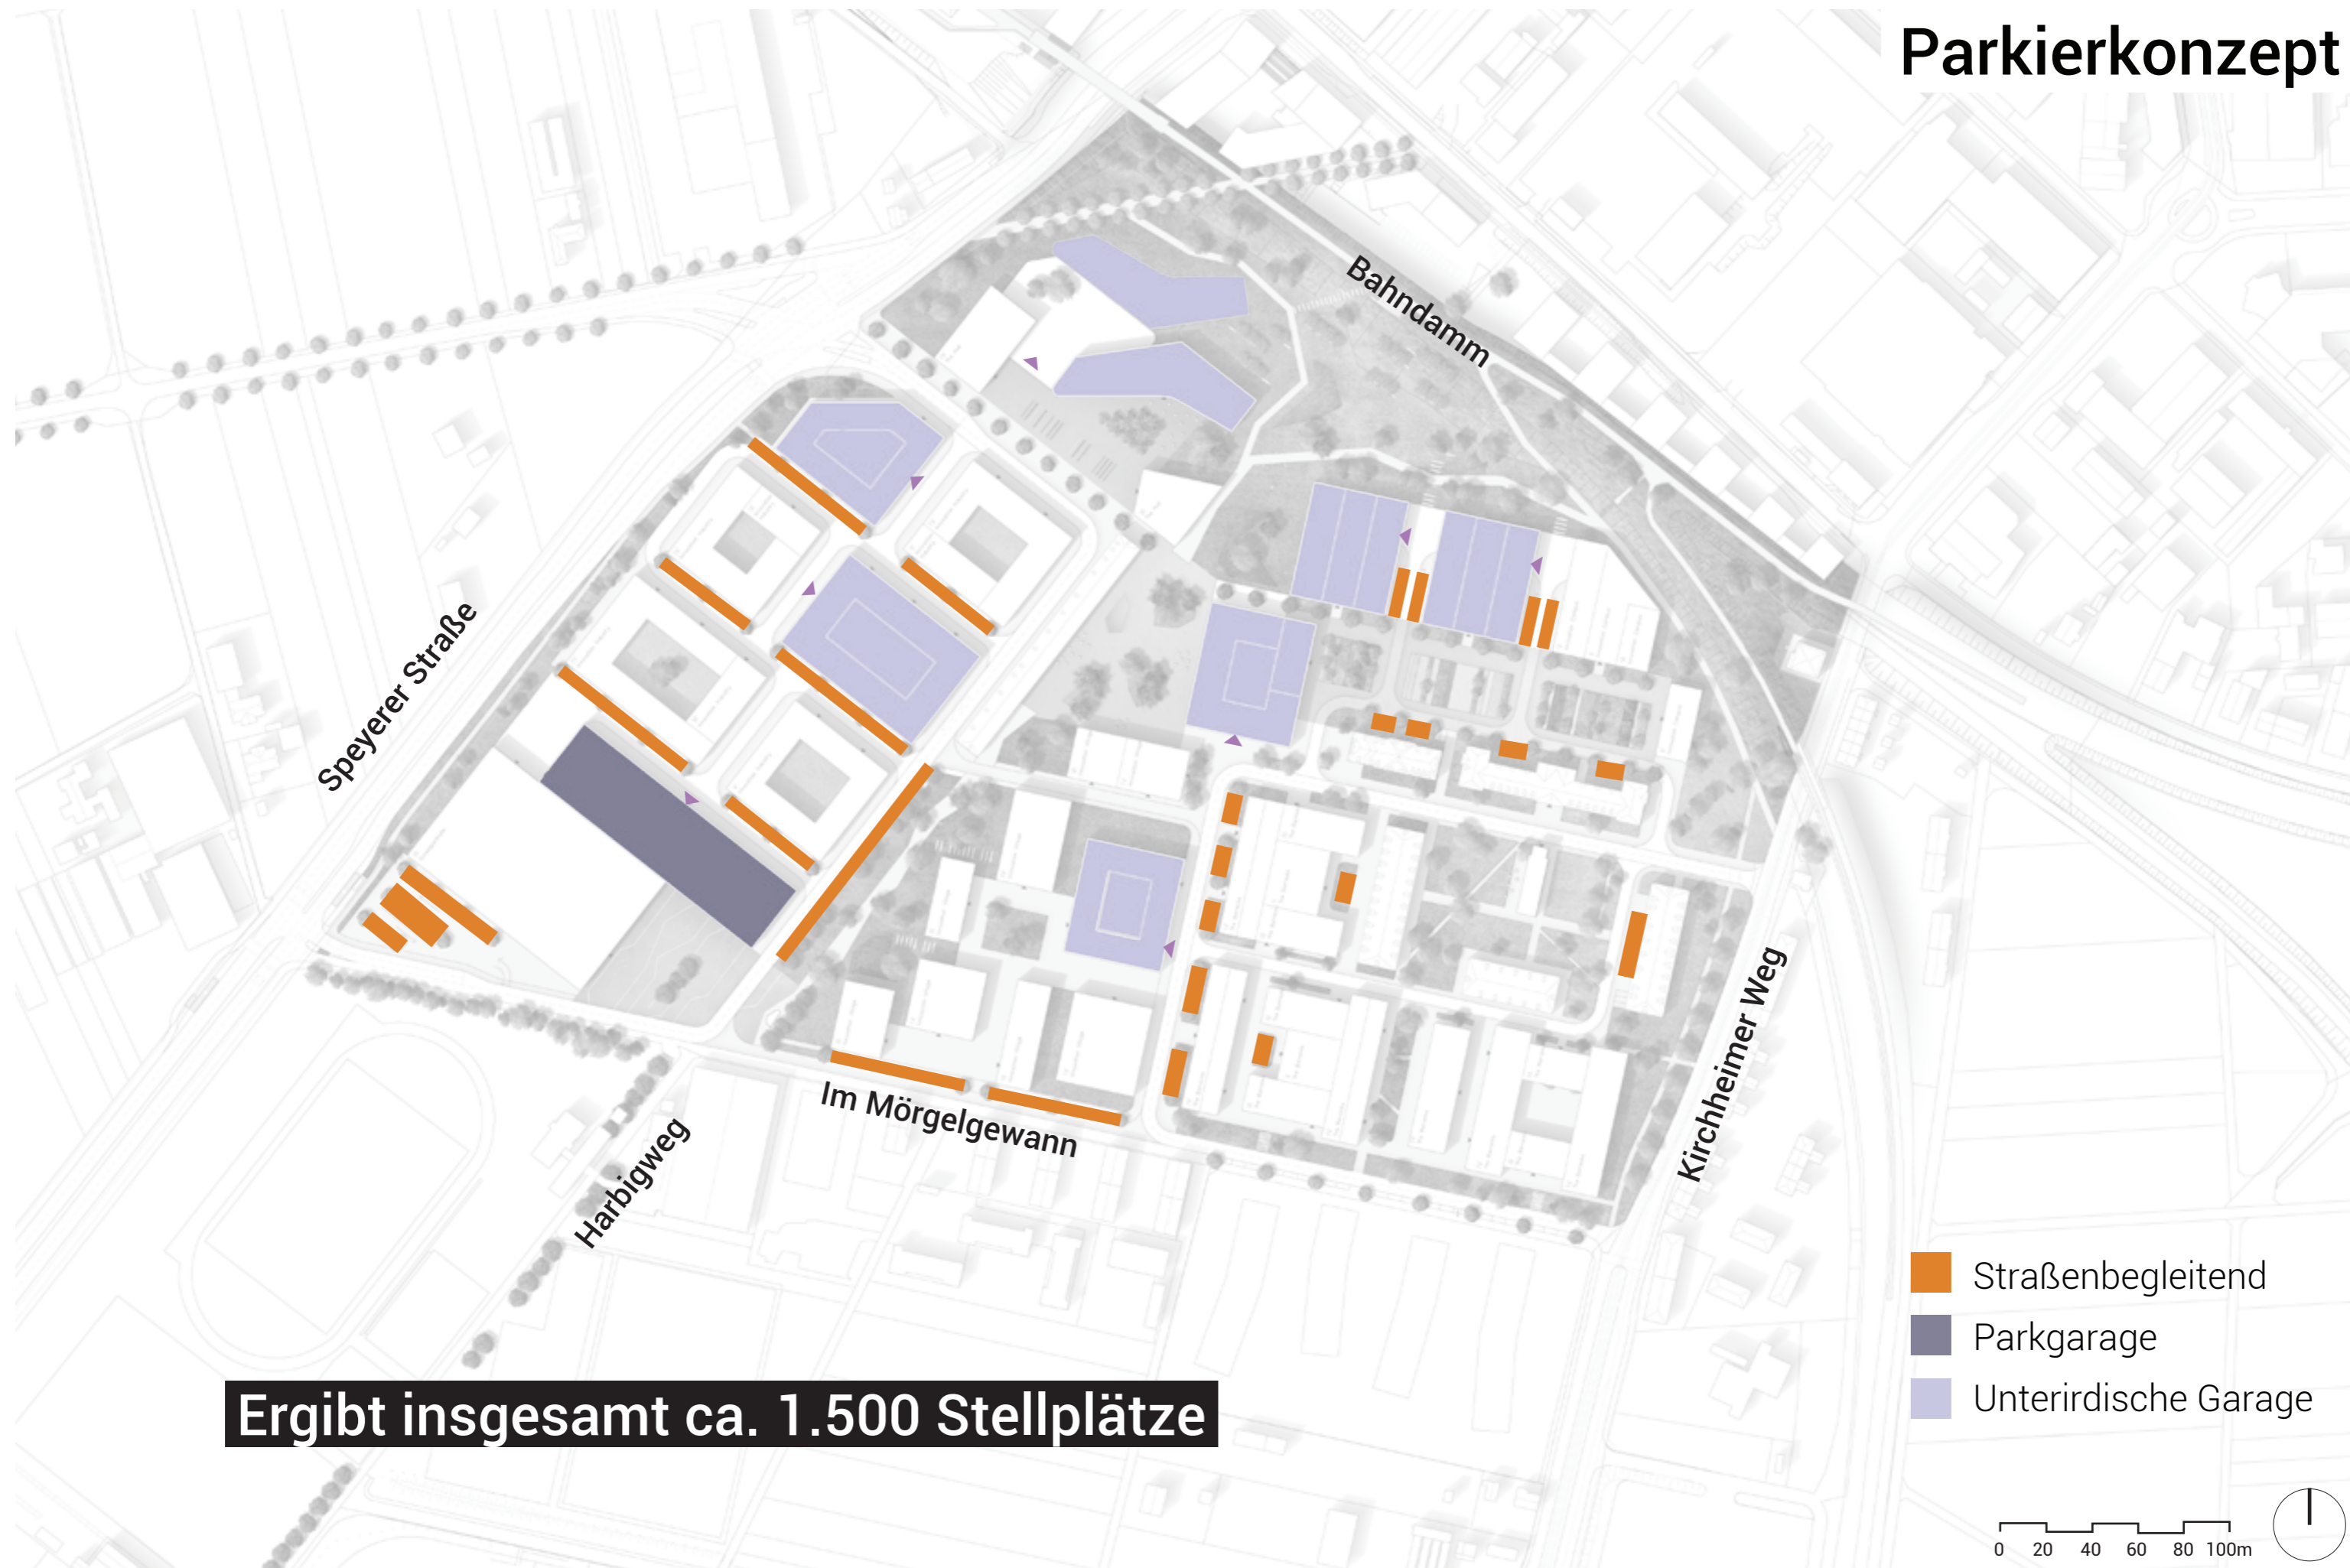 Parkierkonzept
Bahndamm
Speyerer Straße
Kirchheimer Weg
Im Mörgelgewann
Harbigweg
Straßenbegleitend
Parkgarage
Unterirdische Garage
Ergibt insgesamt ca. 1.500 Stellplätze
0 20 40 60 80 100m